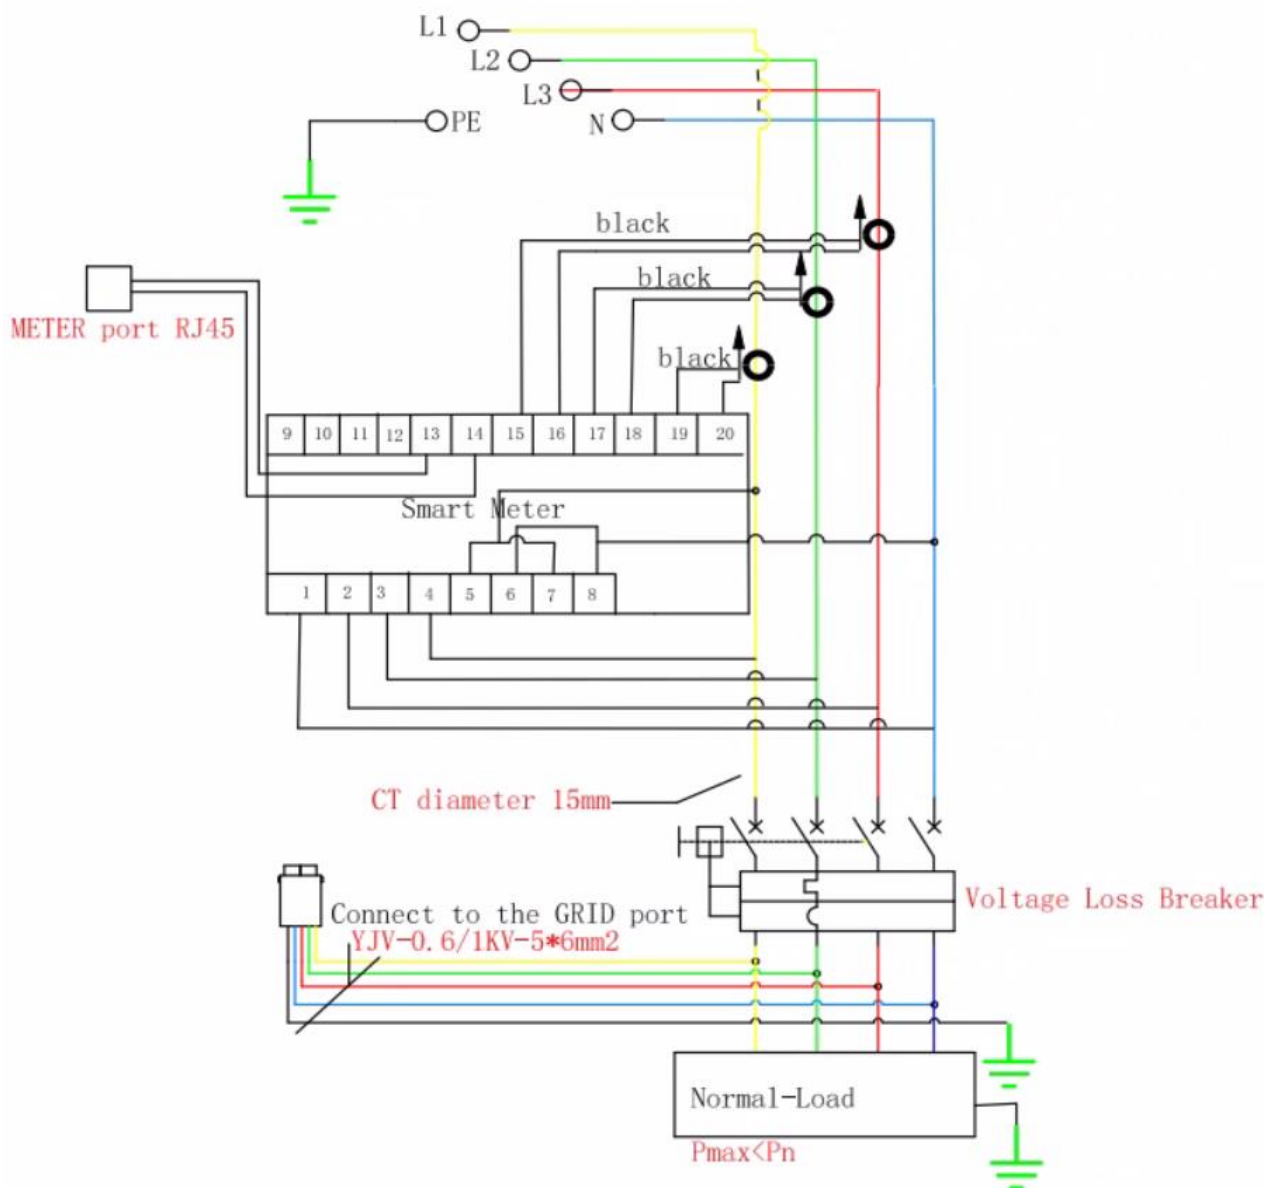 L1
L2
L3
PE
N
black
black
METER port RJ45
black
9 10 11 12 13 14 15 16 17 18 19 20
Smart Meter
1 2 3 4 5 6 7 8
CT diameter 15mm
Voltage Loss Breaker
Connect to the GRID port
YJV-0.6/1KV-5*6mm2
Normal-Load
Pmax<Pn